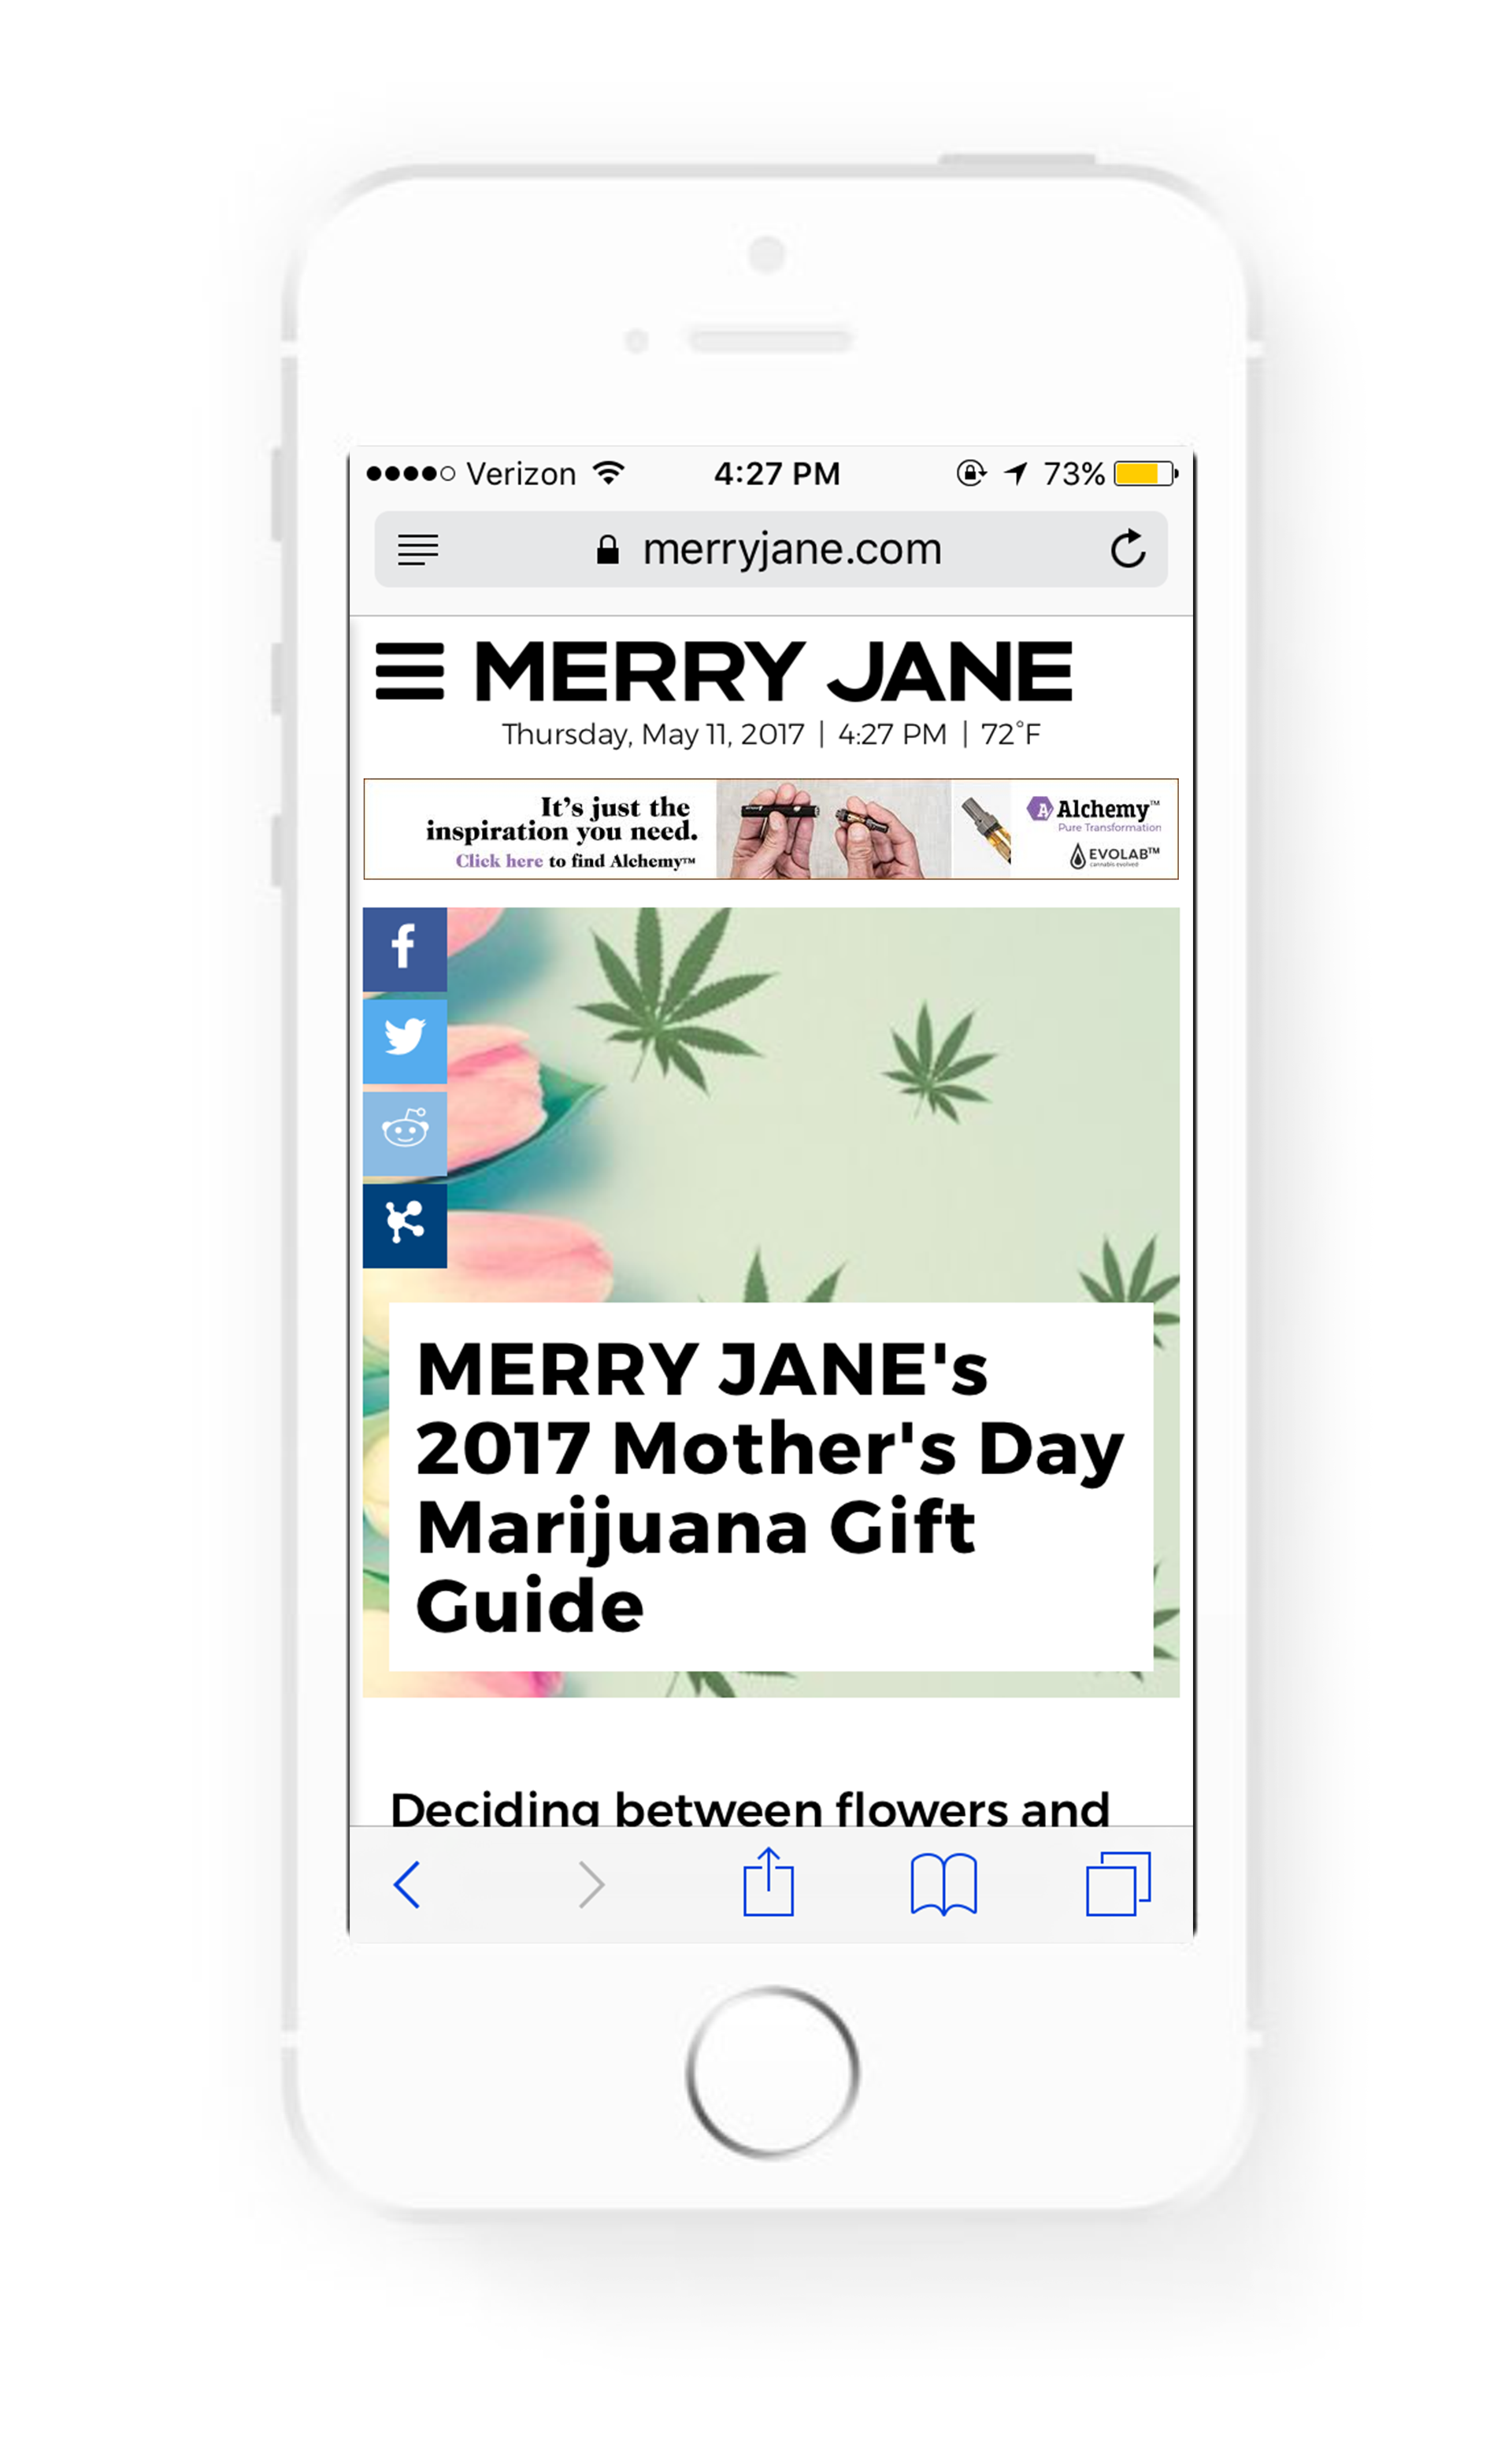 Verizon 4:27 PM 73%
merryjane.com
MERRY JANE
Thursday, May 11, 2017 | 4:27 PM | 72°F
It's just the
inspiration you need.
Click here to find Alchemy™
A Alchemy™
Pure Transformation
EVOLAB™
cannabis evolved
f
MERRY JANE's
2017 Mother's Day
Marijuana Gift
Guide
Deciding between flowers and